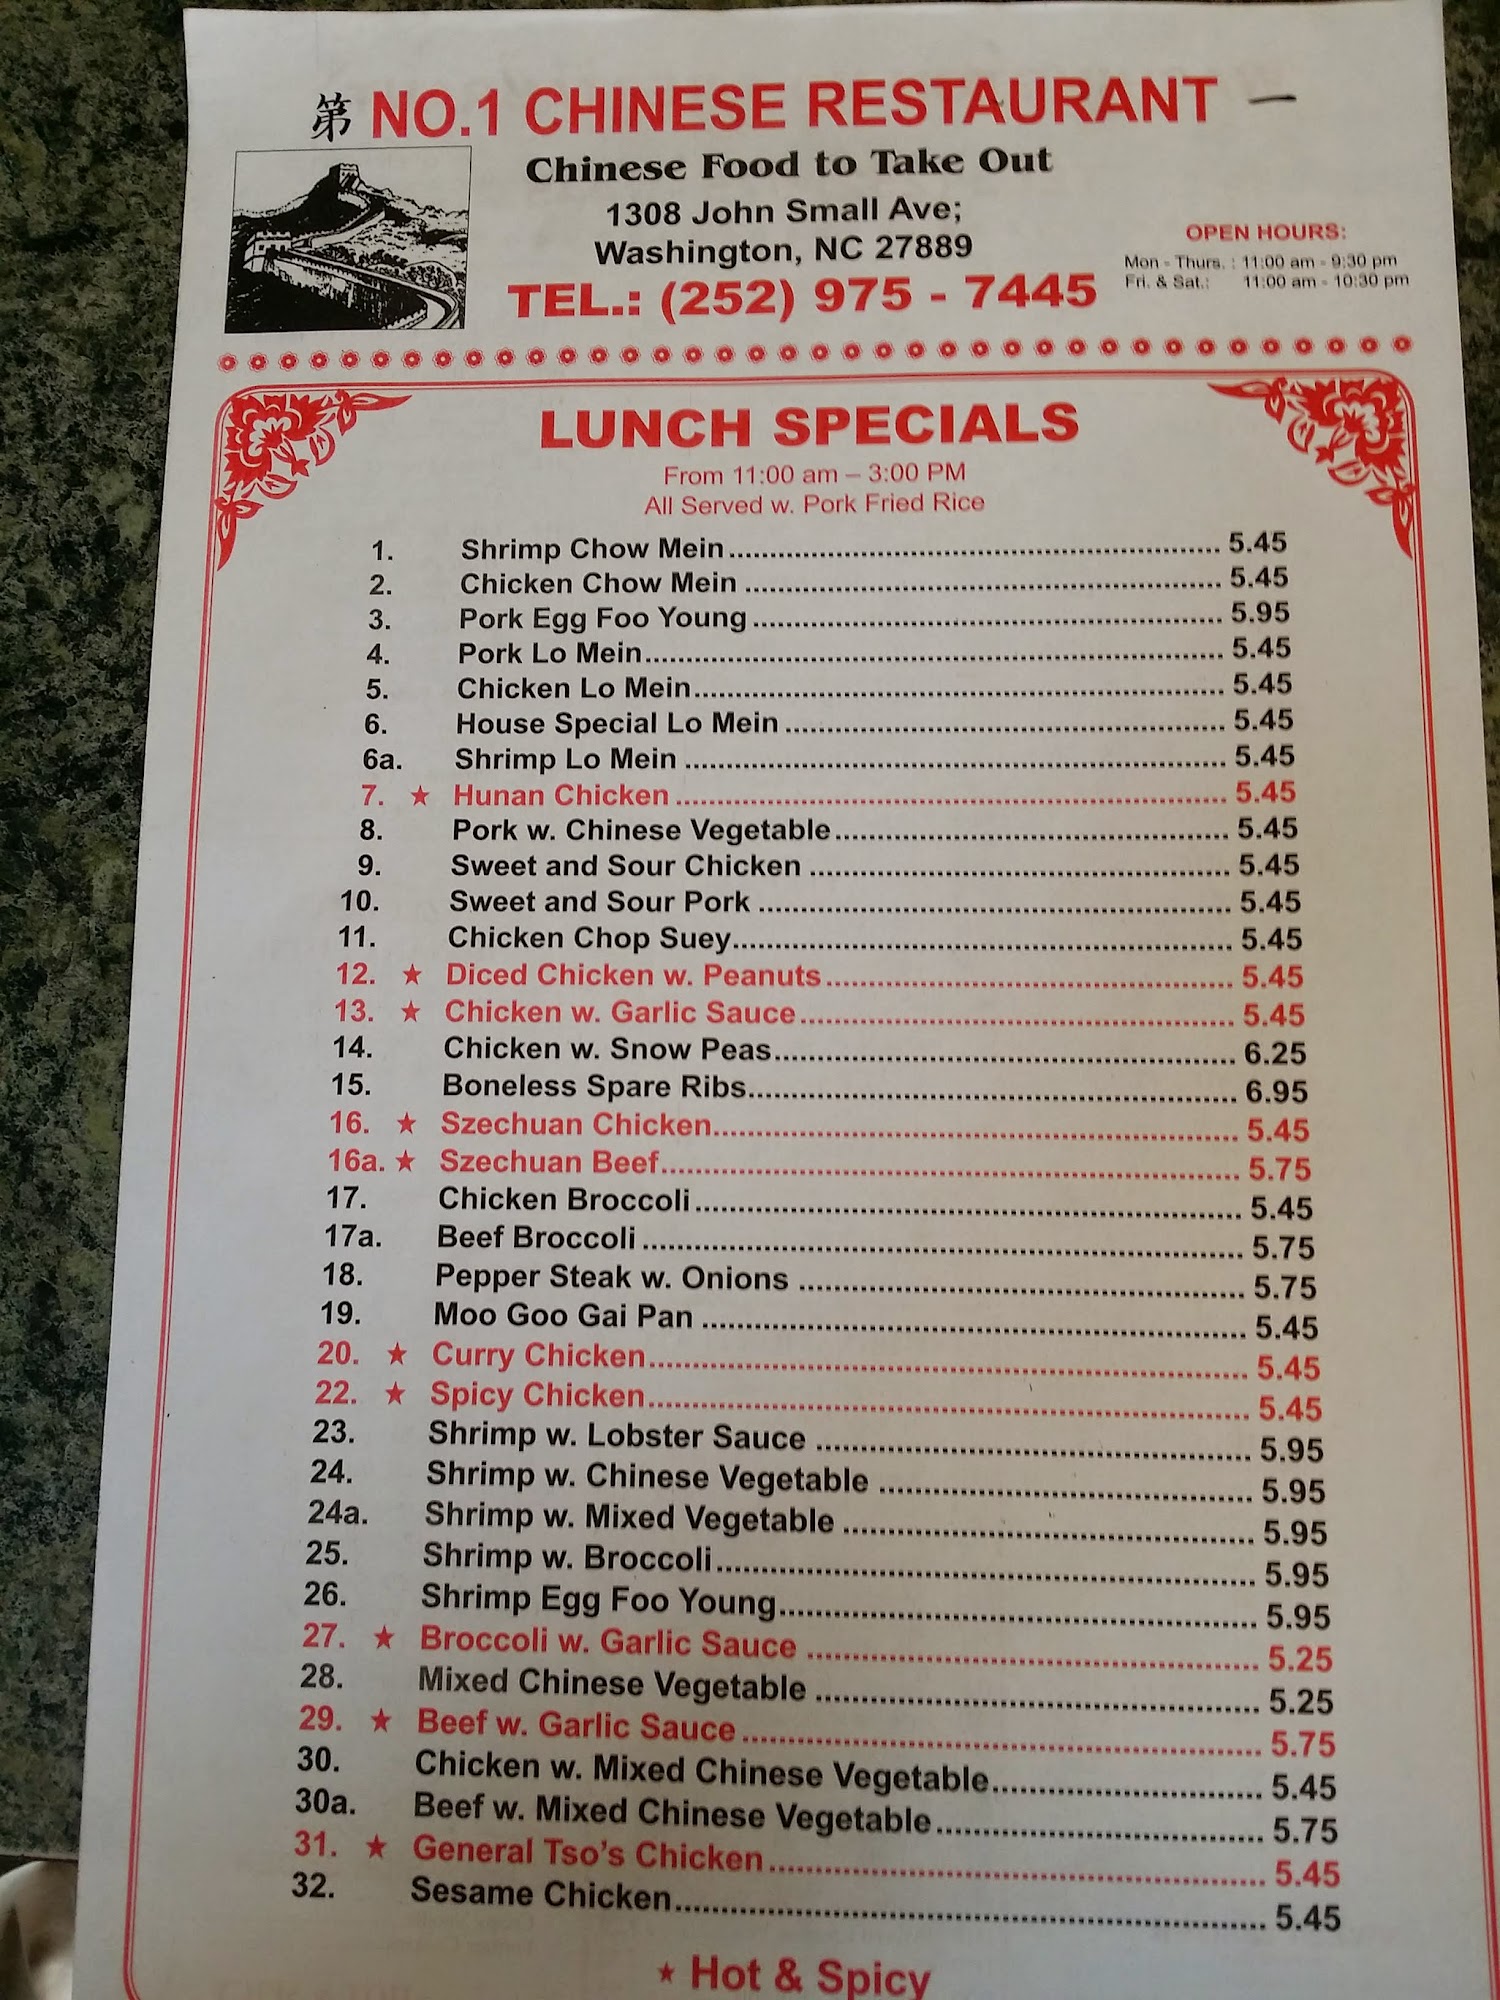 第 NO.1 CHINESE RESTAURANT 一
Chinese Food to Take Out
1308 John Small Ave;
Washington, NC 27889
TEL.: (252) 975 - 7445
OPEN HOURS:
Mon - Thurs. : 11:00 am - 9:30 pm
Fri. & Sat.: 11:00 am - 10:30 pm
LUNCH SPECIALS
From 11:00 am – 3:00 PM
All Served w. Pork Fried Rice
1. Shrimp Chow Mein 5.45
2. Chicken Chow Mein 5.45
3. Pork Egg Foo Young 5.95
4. Pork Lo Mein 5.45
5. Chicken Lo Mein 5.45
6. House Special Lo Mein 5.45
6a. Shrimp Lo Mein 5.45
7. ★ Hunan Chicken 5.45
8. Pork w. Chinese Vegetable 5.45
9. Sweet and Sour Chicken 5.45
10. Sweet and Sour Pork 5.45
11. Chicken Chop Suey 5.45
12. ★ Diced Chicken w. Peanuts 5.45
13. ★ Chicken w. Garlic Sauce 5.45
14. Chicken w. Snow Peas 6.25
15. Boneless Spare Ribs 6.95
16. ★ Szechuan Chicken 5.45
16a. ★ Szechuan Beef 5.75
17. Chicken Broccoli 5.45
17a. Beef Broccoli 5.75
18. Pepper Steak w. Onions 5.75
19. Moo Goo Gai Pan 5.45
20. ★ Curry Chicken 5.45
22. ★ Spicy Chicken 5.45
23. Shrimp w. Lobster Sauce 5.95
24. Shrimp w. Chinese Vegetable 5.95
24a. Shrimp w. Mixed Vegetable 5.95
25. Shrimp w. Broccoli 5.95
26. Shrimp Egg Foo Young 5.95
27. ★ Broccoli w. Garlic Sauce 5.25
28. Mixed Chinese Vegetable 5.25
29. ★ Beef w. Garlic Sauce 5.75
30. Chicken w. Mixed Chinese Vegetable 5.45
30a. Beef w. Mixed Chinese Vegetable 5.75
31. ★ General Tso's Chicken 5.45
32. Sesame Chicken 5.45
★ Hot & Spicy